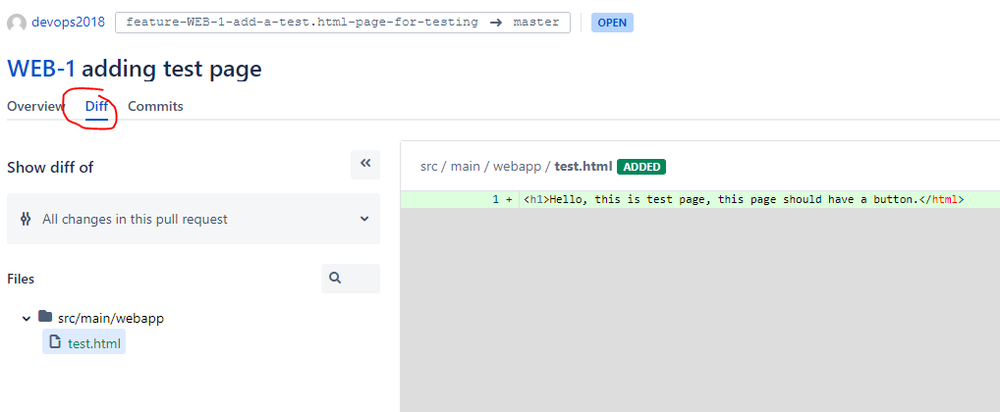 devops2018 feature-WEB-1-add-a-test.html-page-for-testing → master OPEN
WEB-1 adding test page
Overview Diff Commits
Show diff of
All changes in this pull request
Files
src/main/webapp
test.html
src / main / webapp / test.html ADDED
1 + <h1>Hello, this is test page, this page should have a button.</html>